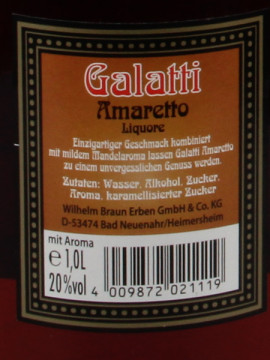 Galatti
Amaretto
Liquore
Einzigartiger Geschmack kombiniert
mit mildem Mandelaroma lassen Galatti Amaretto
zu einem unvergesslichen Genuss werden.
Zutaten: Wasser, Alkohol, Zucker,
Aroma, karamellisierter Zucker
Wilhelm Braun Erben GmbH & Co. KG
D-53474 Bad Neuenahr/Heimersheim
mit Aroma
e 1,0L
20%vol
4 009872 021119